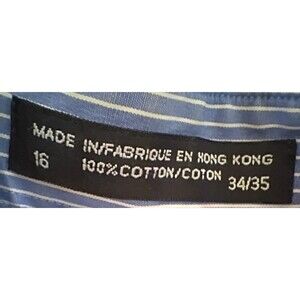 MADE IN/FABRIQUE EN HONG KONG
16 100%COTTON/COTON 34/35